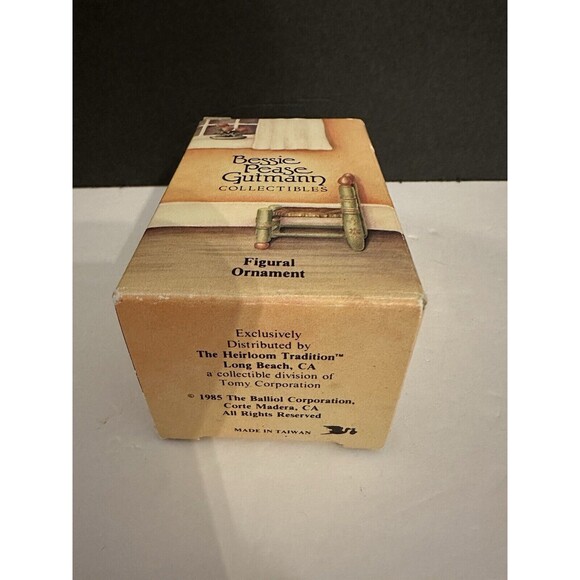 Bessie
Pease
Gutmann
COLLECTIBLES
Figural
Ornament
Exclusively
Distributed by
The Heirloom Tradition™
Long Beach, CA
a collectible division of
Tomy Corporation
© 1985 The Balliol Corporation,
Corte Madera, CA
All Rights Reserved
MADE IN TAIWAN